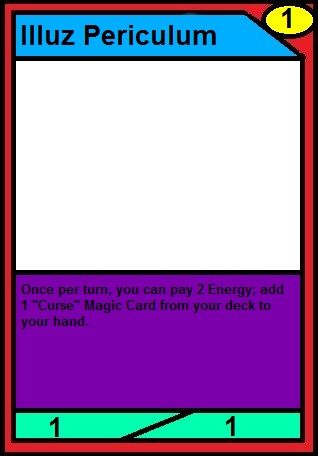 Illuz Periculum
1
Once per turn, you can pay 2 Energy; add
1 "Curse" Magic Card from your deck to
your hand.
1
1